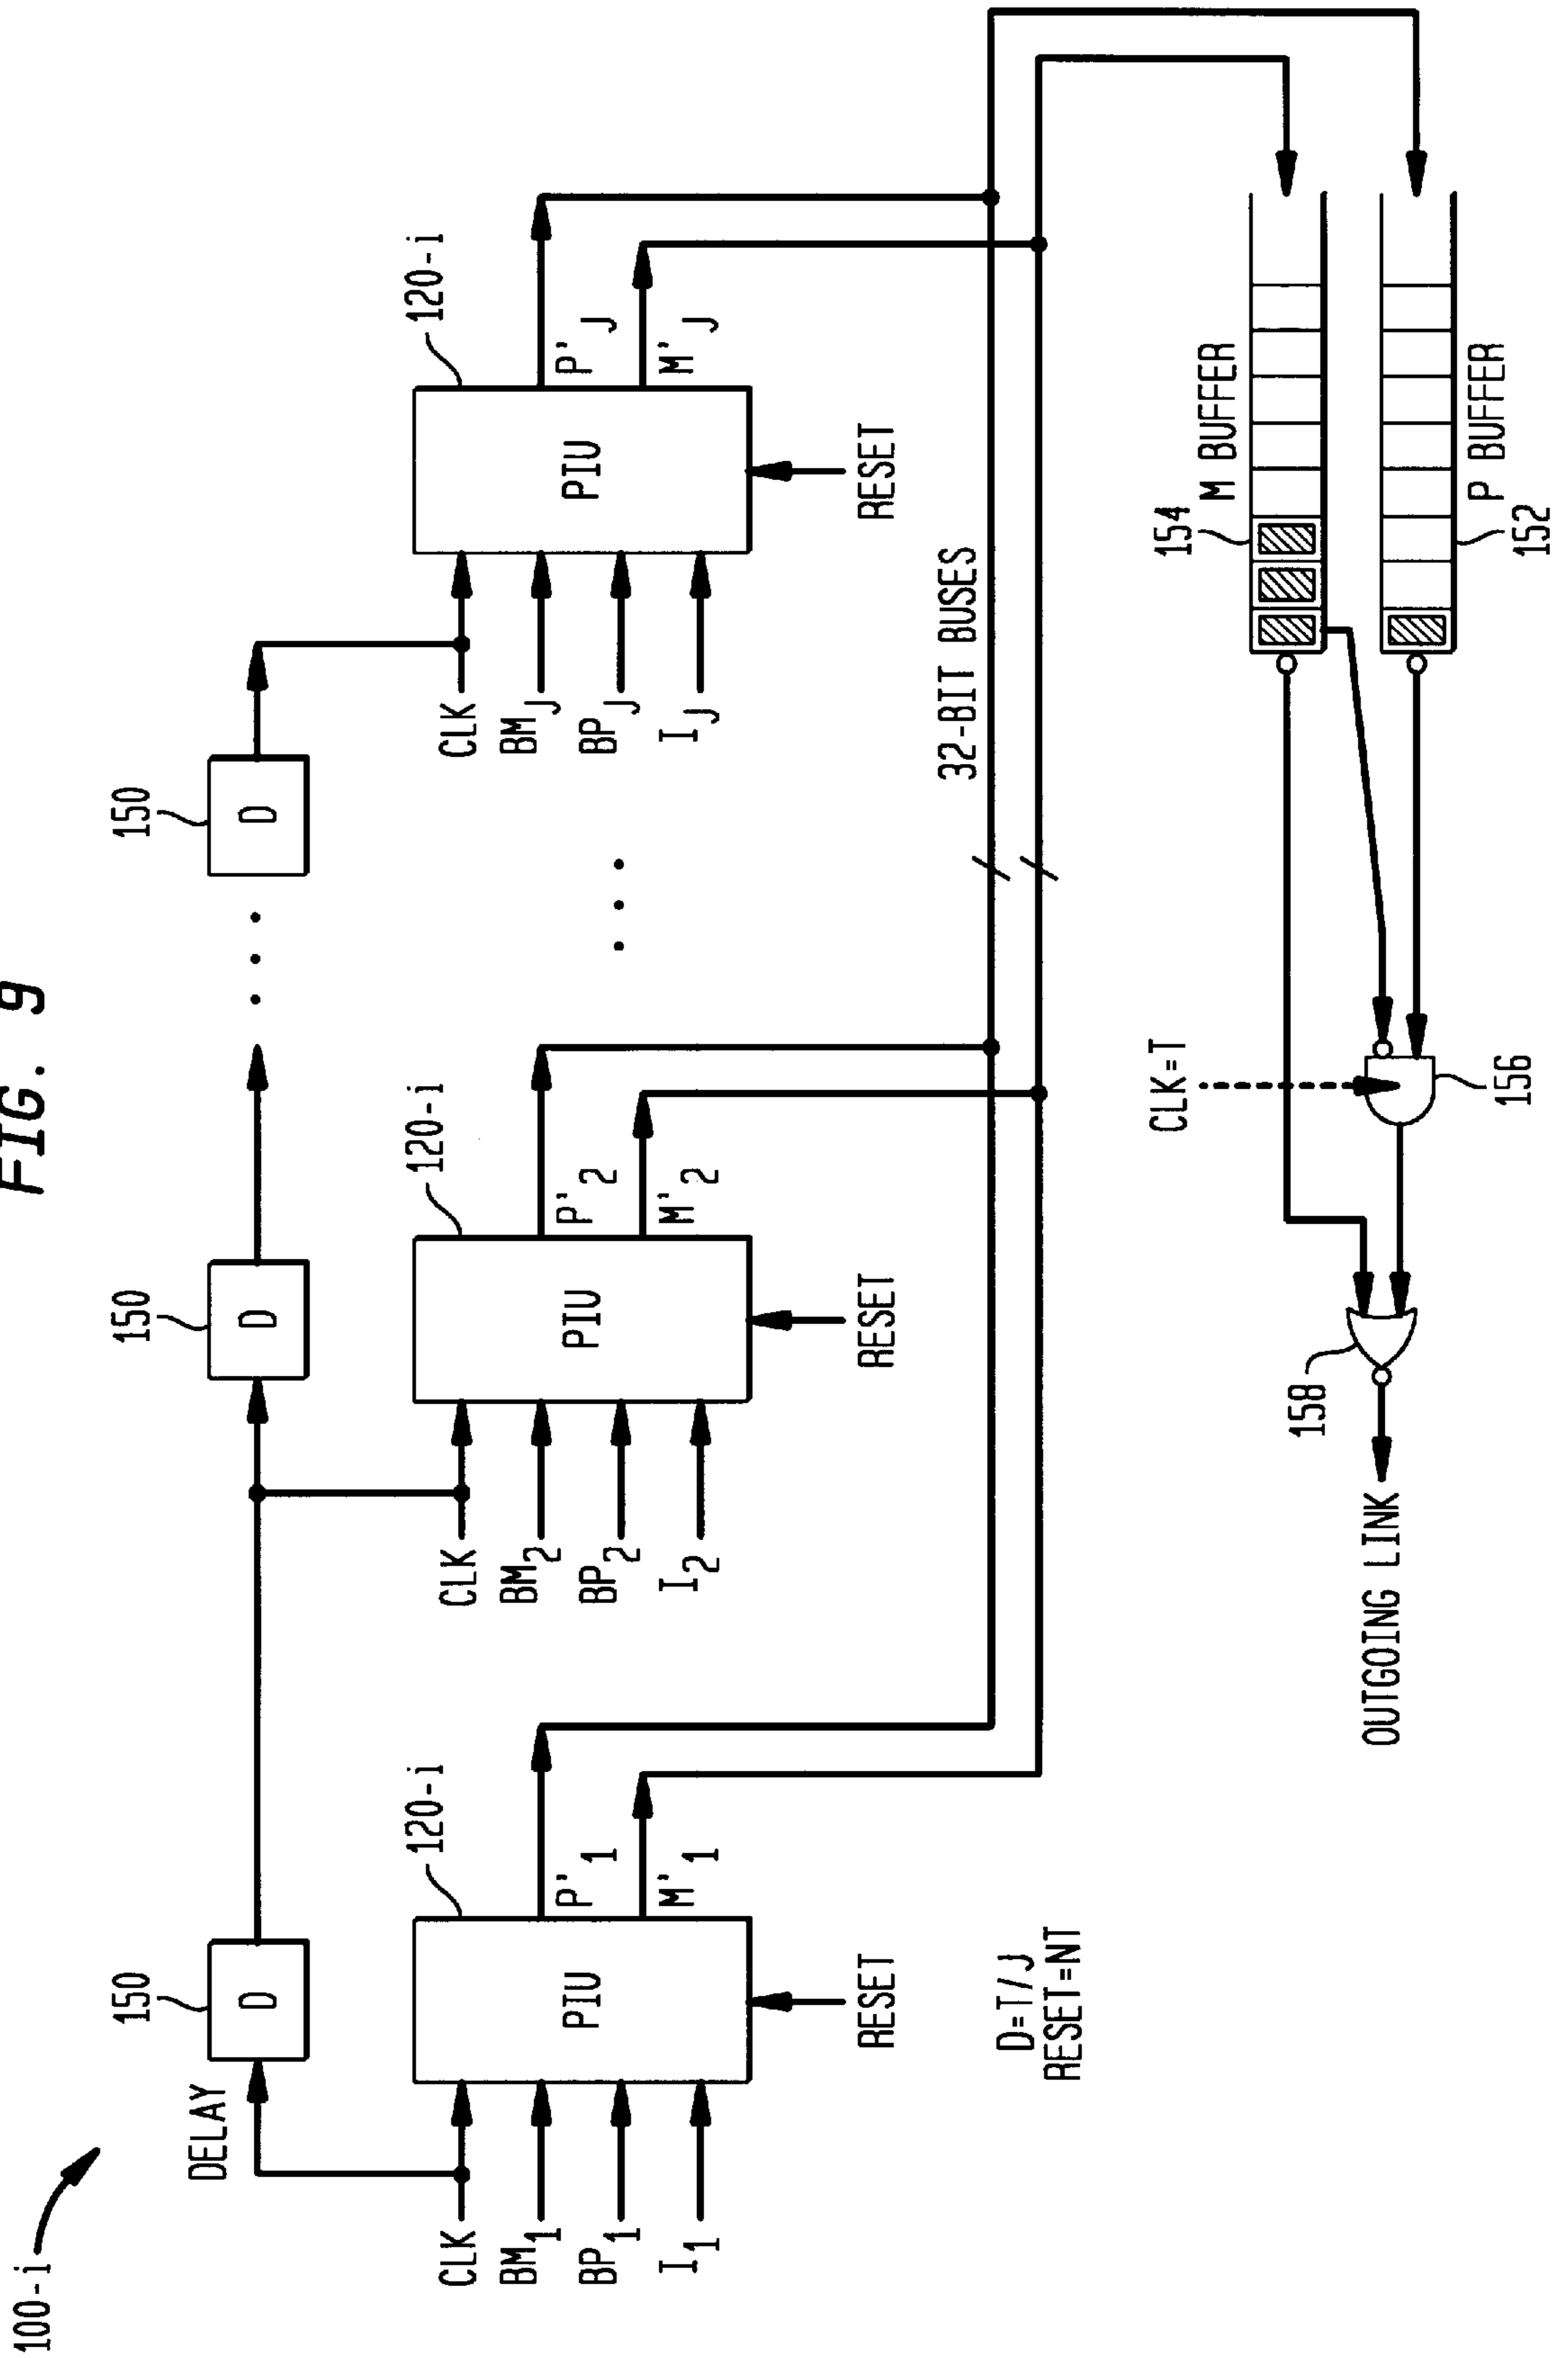 FIG. 9
100-i
DELAY
150
D
150
D
150
D
CLK
BM1
BP1
I1
120-i
PIU
P'1
M'1
RESET
CLK
BM2
BP2
I2
120-i
PIU
P'2
M'2
RESET
CLK
BMJ
BPJ
IJ
120-i
PIU
P'J
M'J
RESET
D=T/J
RESET=NT
32-BIT BUSES
154
M BUFFER
P BUFFER
152
CLK=T
156
158
OUTGOING LINK